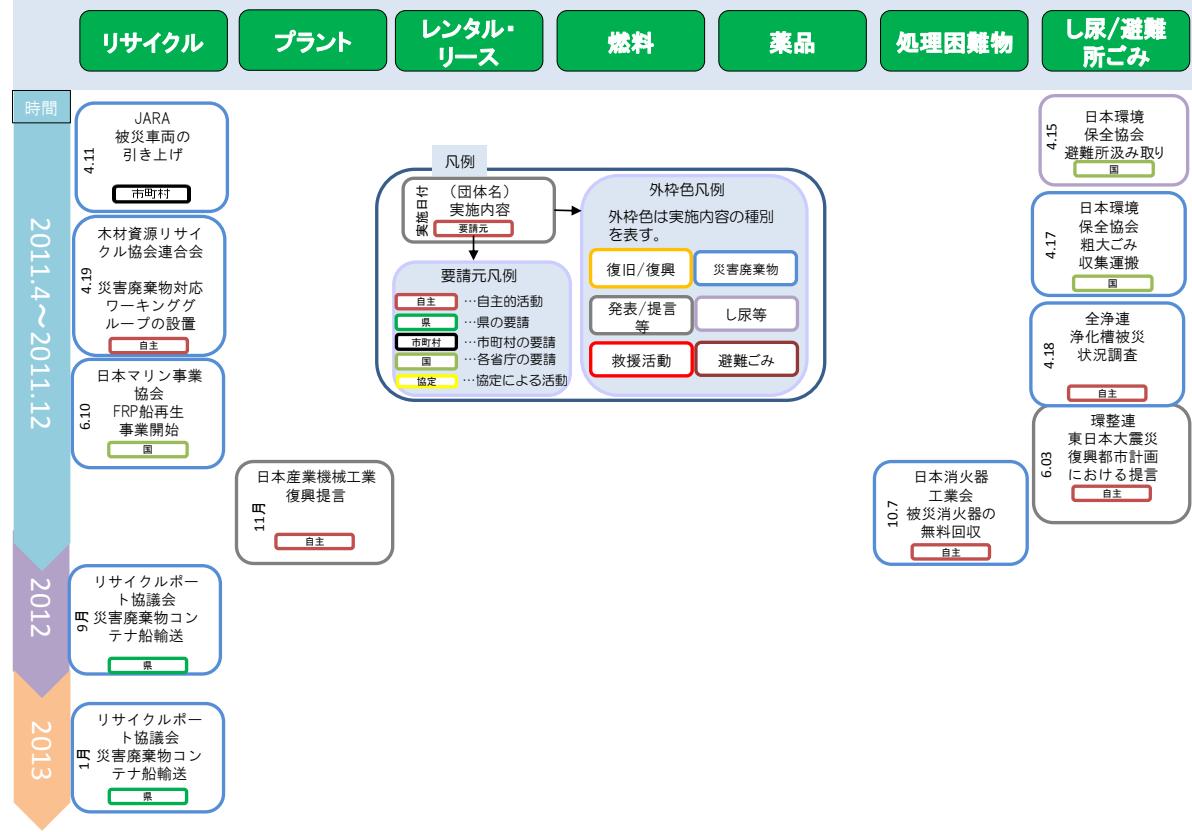 リサイクル
プラント
レンタル・
リース
燃料
薬品
処理困難物
し尿/避難
所ごみ
時間
2011.4～2011.12
2012
2013
JARA
被災車両の
引き上げ
4.11
市町村
木材資源リサイ
クル協会連合会
災害廃棄物対応
ワーキンググ
ループの設置
4.19
自主
日本マリン事業
協会
FRP船再生
事業開始
6.10
国
リサイクルポー
ト協議会
災害廃棄物コン
テナ船輸送
9月
県
リサイクルポー
ト協議会
災害廃棄物コン
テナ船輸送
1月
県
日本産業機械工業
復興提言
11月
自主
凡例
実施日付
（団体名）
実施内容
要請元
要請元凡例
自主
…自主的活動
県
…県の要請
市町村
…市町村の要請
国
…各省庁の要請
協定
…協定による活動
外枠色凡例
外枠色は実施内容の種別
を表す。
復旧/復興
災害廃棄物
発表/提言
等
し尿等
救援活動
避難ごみ
日本消火器
工業会
被災消火器の
無料回収
10.7
自主
日本環境
保全協会
避難所汲み取り
4.15
国
日本環境
保全協会
粗大ごみ
収集運搬
4.17
国
全浄連
浄化槽被災
状況調査
4.18
自主
環整連
東日本大震災
復興都市計画
における提言
6.03
自主